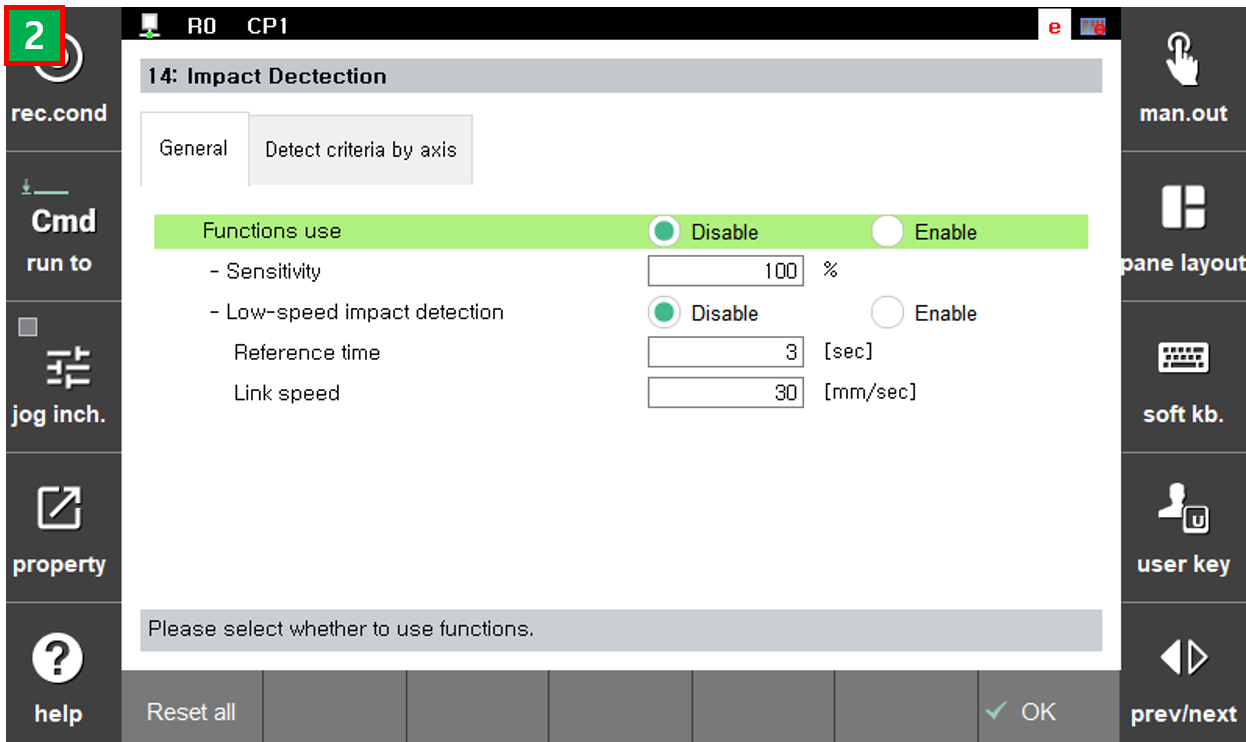 2
R0 CP1
e
rec.cond
Cmd
run to
jog inch.
property
help
14: Impact Dectection
General
Detect criteria by axis
Functions use Disable Enable
- Sensitivity 100 %
- Low-speed impact detection Disable Enable
Reference time 3 [sec]
Link speed 30 [mm/sec]
Please select whether to use functions.
Reset all
OK
man.out
pane layout
soft kb.
U
user key
prev/next